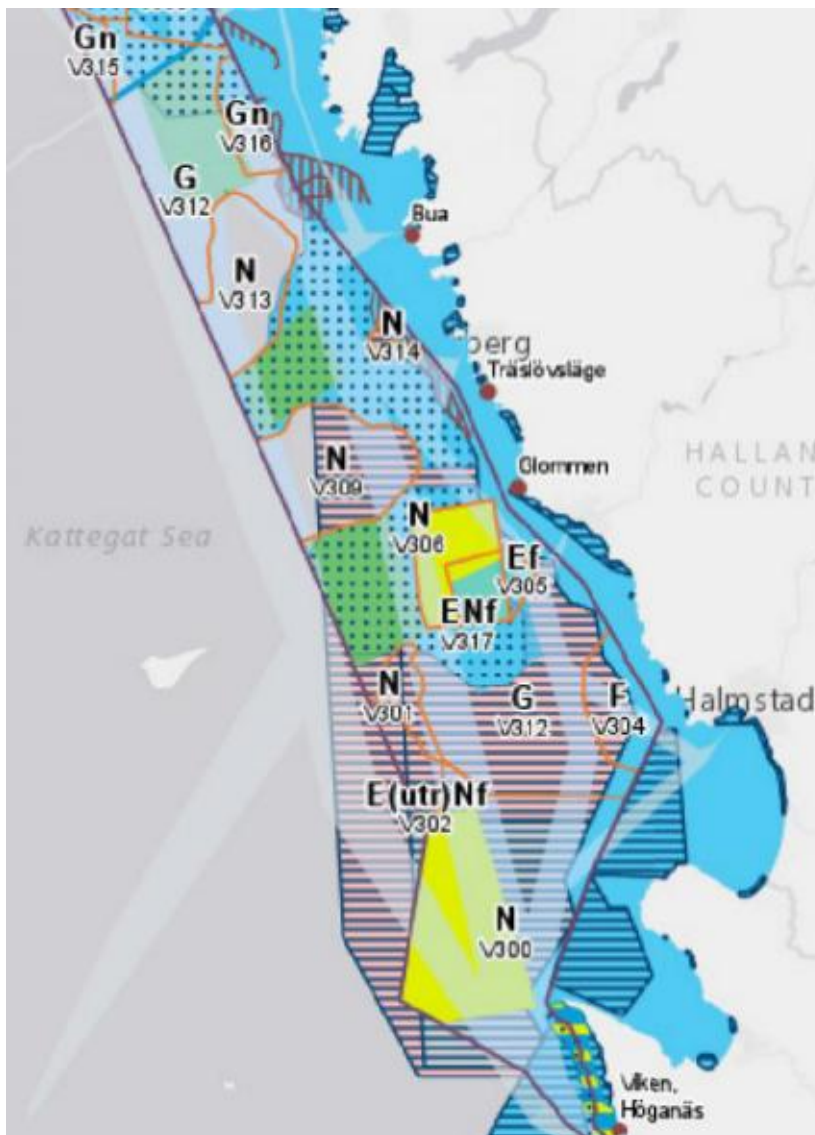 Gn
V315
Gn
V316
G
V312
Bua
N
V313
N
V314
berg
Träslövsläge
HALLAN
COUNT
N
V309
Glommen
N
V306
Kattegat Sea
Ef
V305
ENf
V317
N
V301
G
V312
F
V304
Halmstad
E(utr)Nf
V302
N
V300
Viken,
Höganäs